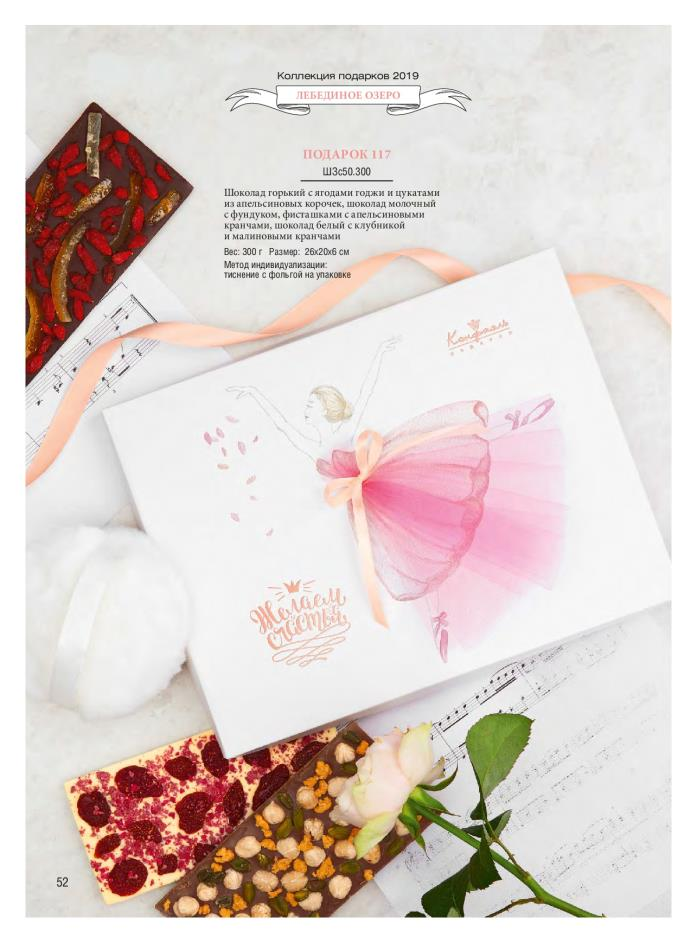 Коллекция подарков 2019
ЛЕБЕДИНОЕ ОЗЕРО
ПОДАРОК 117
ШЗс50.300
Шоколад горький с ягодами годжи и цукатами
из апельсиновых корочек, шоколад молочный
с фундуком, фисташками с апельсиновыми
кранчами, шоколад белый с клубникой
и малиновыми кранчами
Вес: 300 г Размер: 26х20х6 см
Метод индивидуализации:
тиснение с фольгой на упаковке
Конфаэль
Желаем
счастья
52